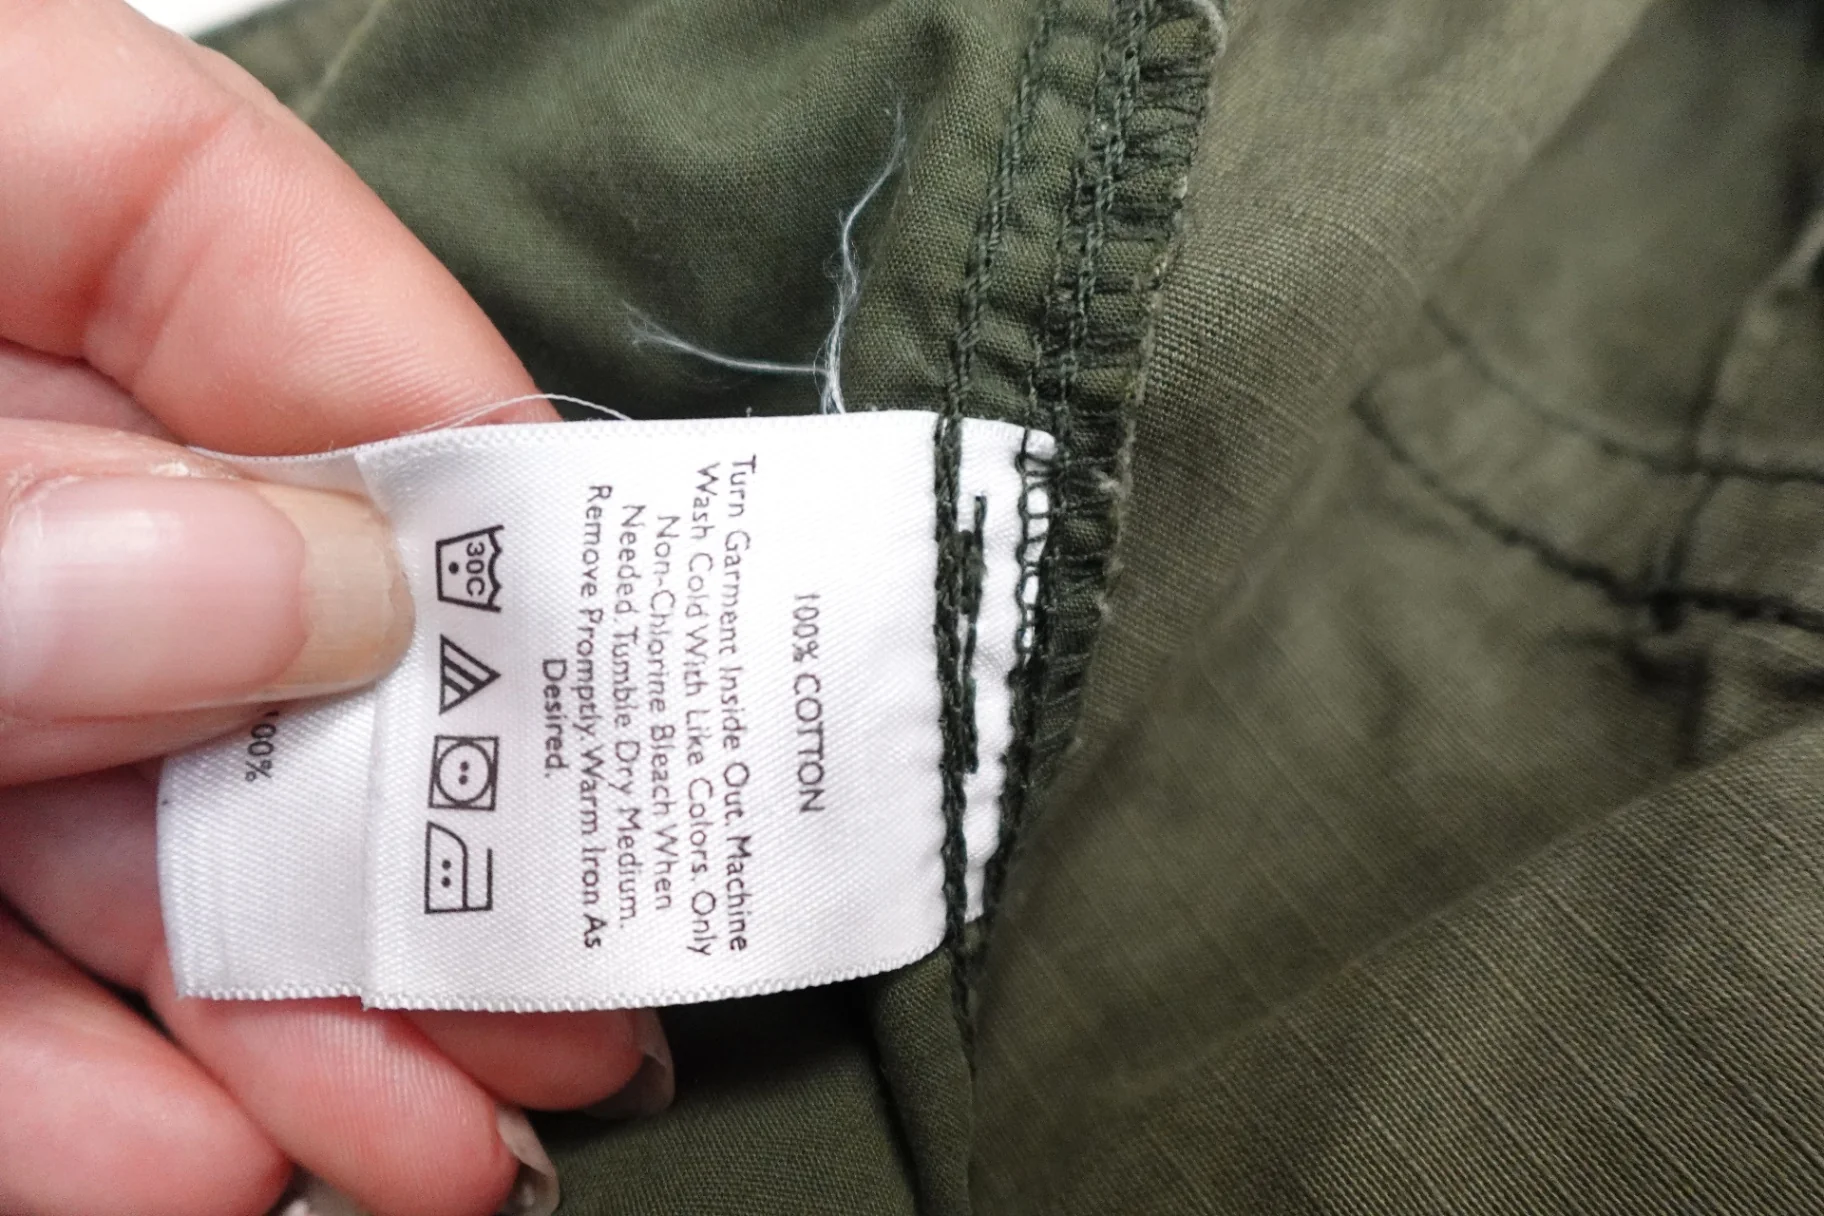 100% COTTON
Turn Garment Inside Out. Machine
Wash Cold With Like Colors. Only
Non-Chlorine Bleach When
Needed. Tumble Dry Medium.
Remove Promptly. Warm Iron As
Desired.
30C
100%